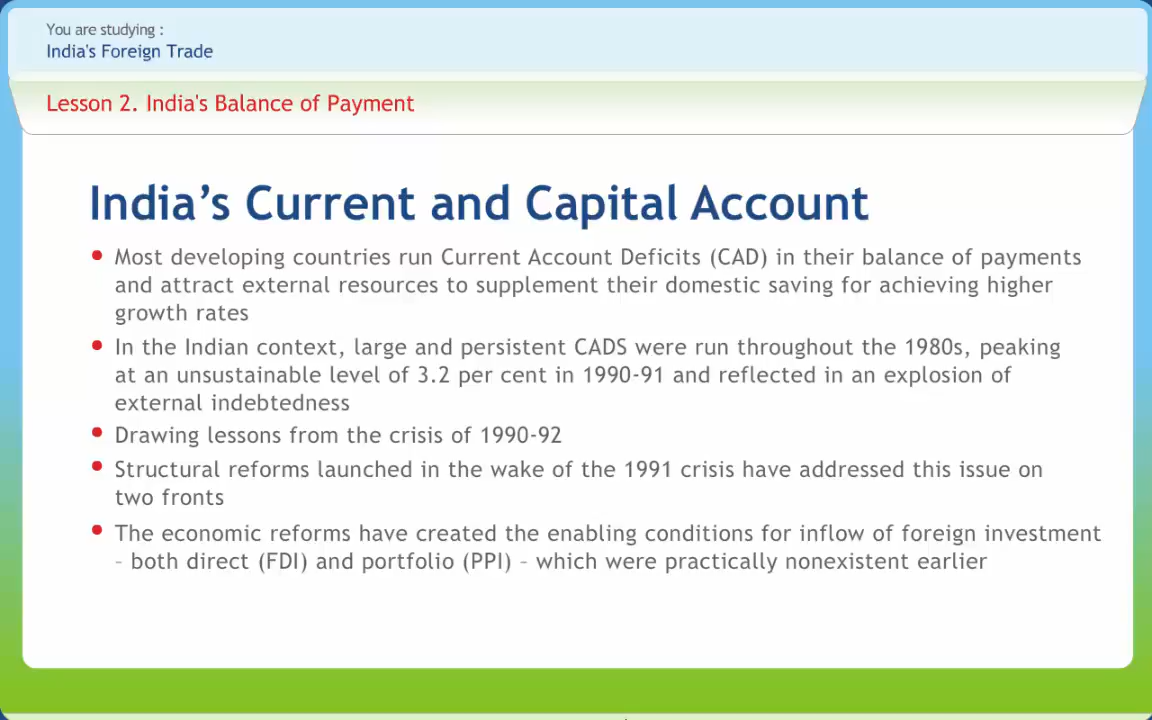 You are studying :
India's Foreign Trade
Lesson 2. India's Balance of Payment
India’s Current and Capital Account
• Most developing countries run Current Account Deficits (CAD) in their balance of payments
and attract external resources to supplement their domestic saving for achieving higher
growth rates
• In the Indian context, large and persistent CADS were run throughout the 1980s, peaking
at an unsustainable level of 3.2 per cent in 1990-91 and reflected in an explosion of
external indebtedness
• Drawing lessons from the crisis of 1990-92
• Structural reforms launched in the wake of the 1991 crisis have addressed this issue on
two fronts
• The economic reforms have created the enabling conditions for inflow of foreign investment
– both direct (FDI) and portfolio (PPI) – which were practically nonexistent earlier